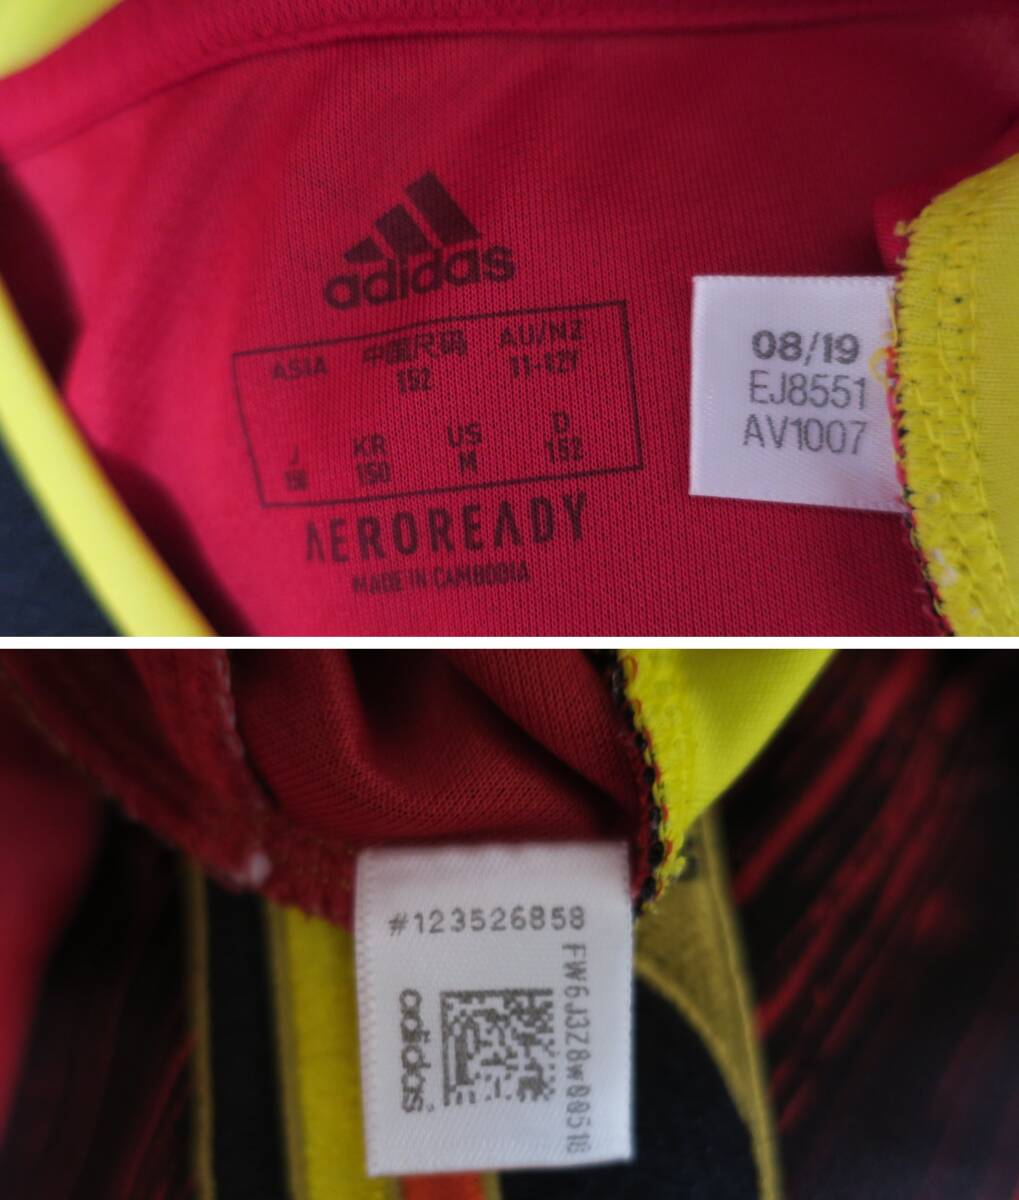 adidas
ASIA 中国尺码 AU/NZ
152 11-12Y
J KR US D
150 150 M 152
AEROREADY
MADE IN CAMBODIA
08/19
EJ8551
AV1007
#123526858
adidas